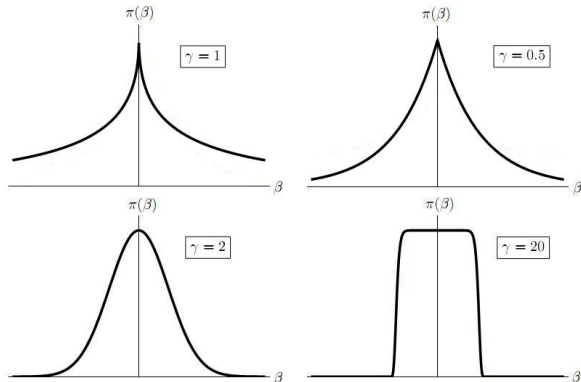 π(β)
γ = 1
β
π(β)
γ = 0.5
β
π(β)
γ = 2
β
π(β)
γ = 20
β